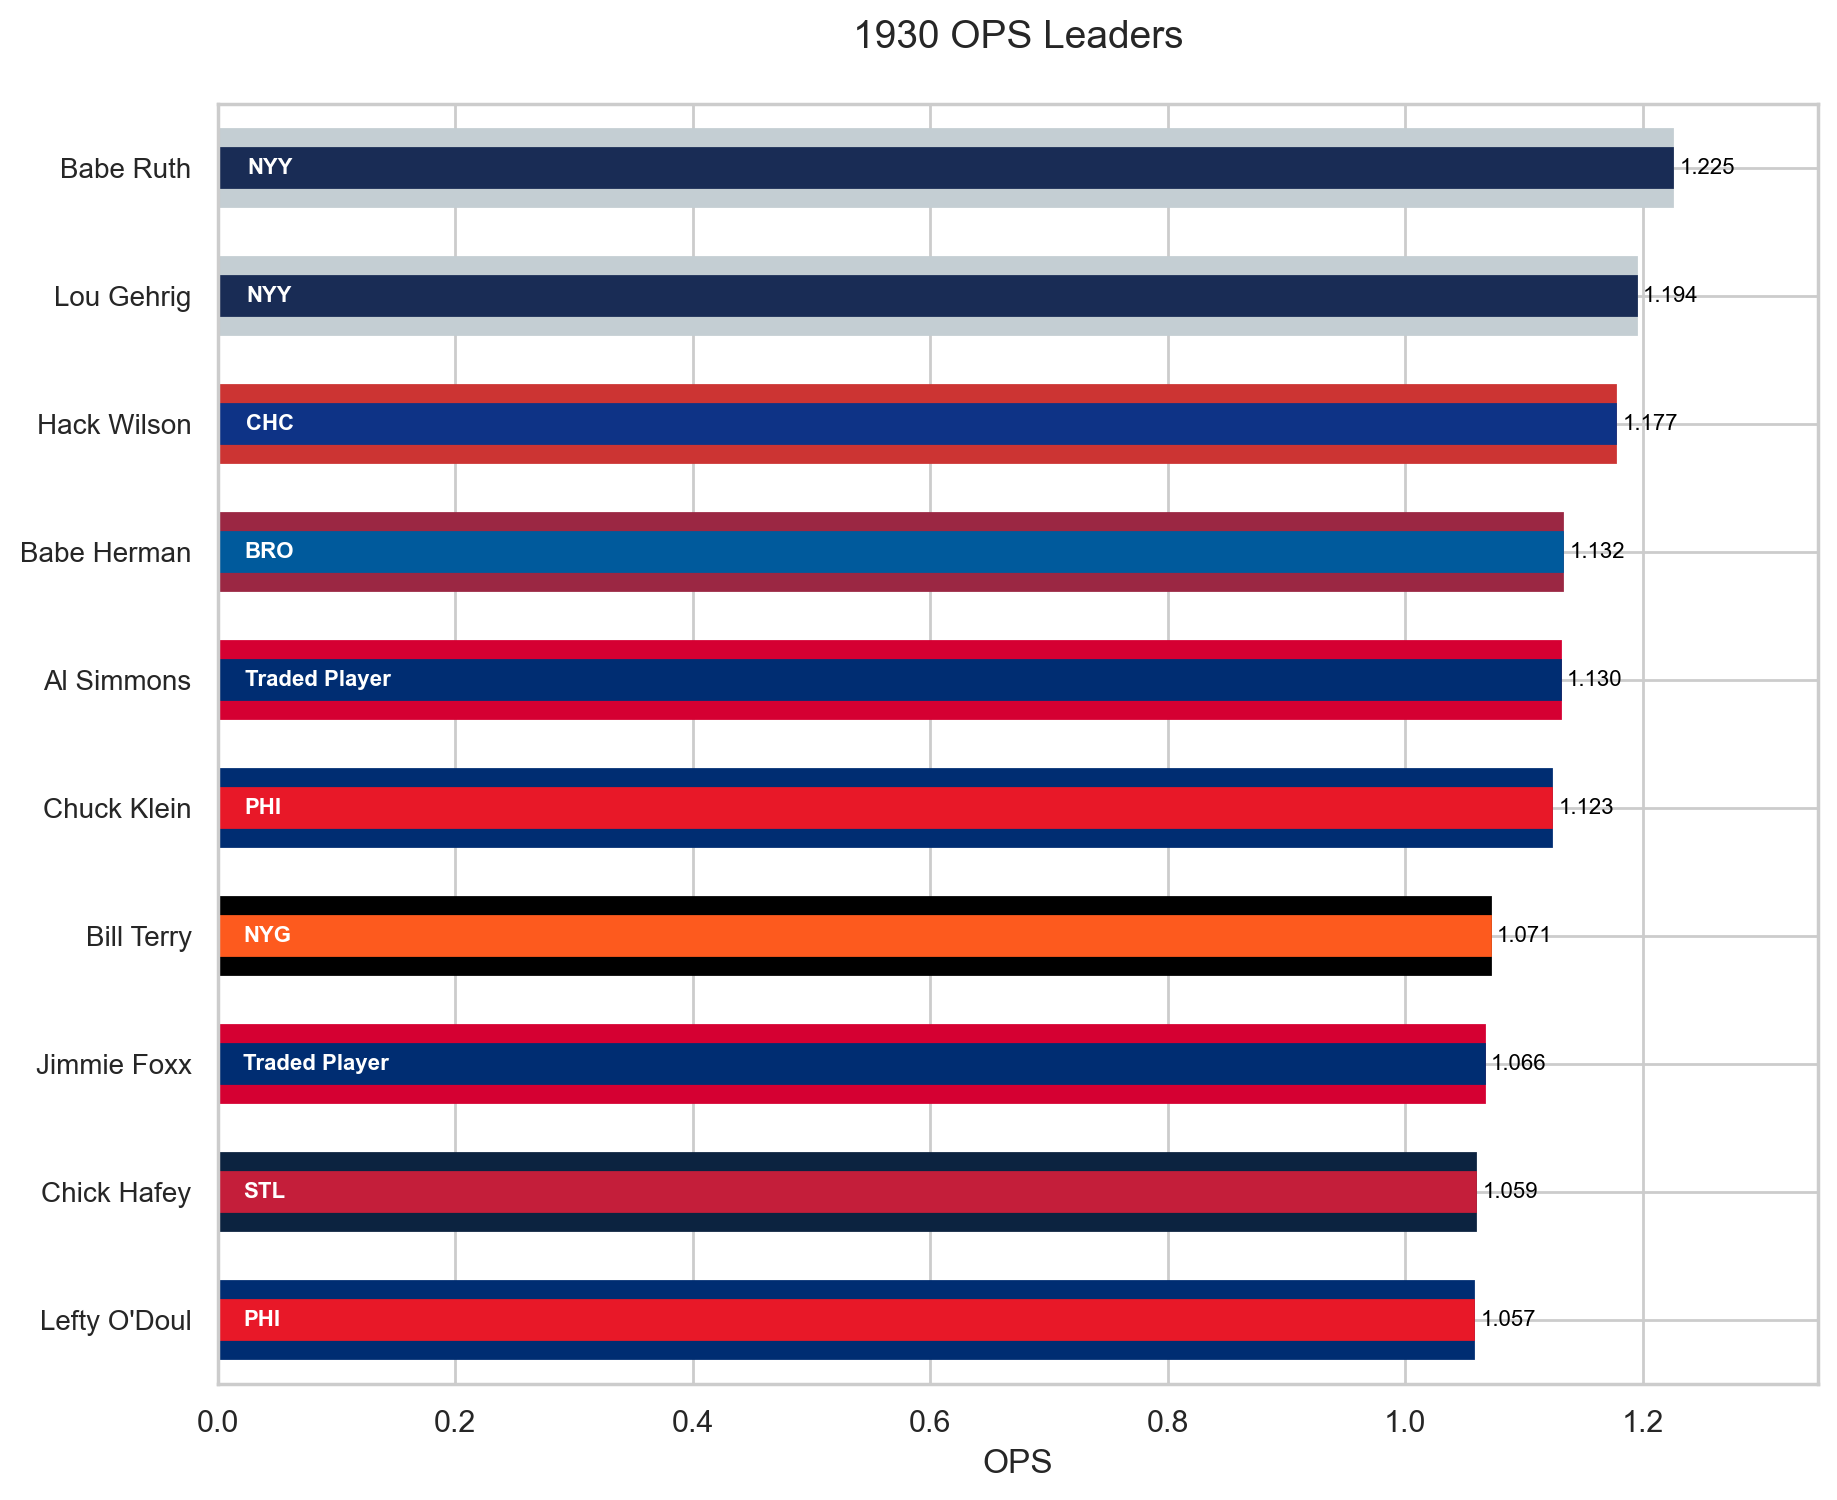 1930 OPS Leaders
Babe Ruth NYY 1.225
Lou Gehrig NYY 1.194
Hack Wilson CHC 1.177
Babe Herman BRO 1.132
Al Simmons Traded Player 1.130
Chuck Klein PHI 1.123
Bill Terry NYG 1.071
Jimmie Foxx Traded Player 1.066
Chick Hafey STL 1.059
Lefty O'Doul PHI 1.057
0.0 0.2 0.4 0.6 0.8 1.0 1.2
OPS